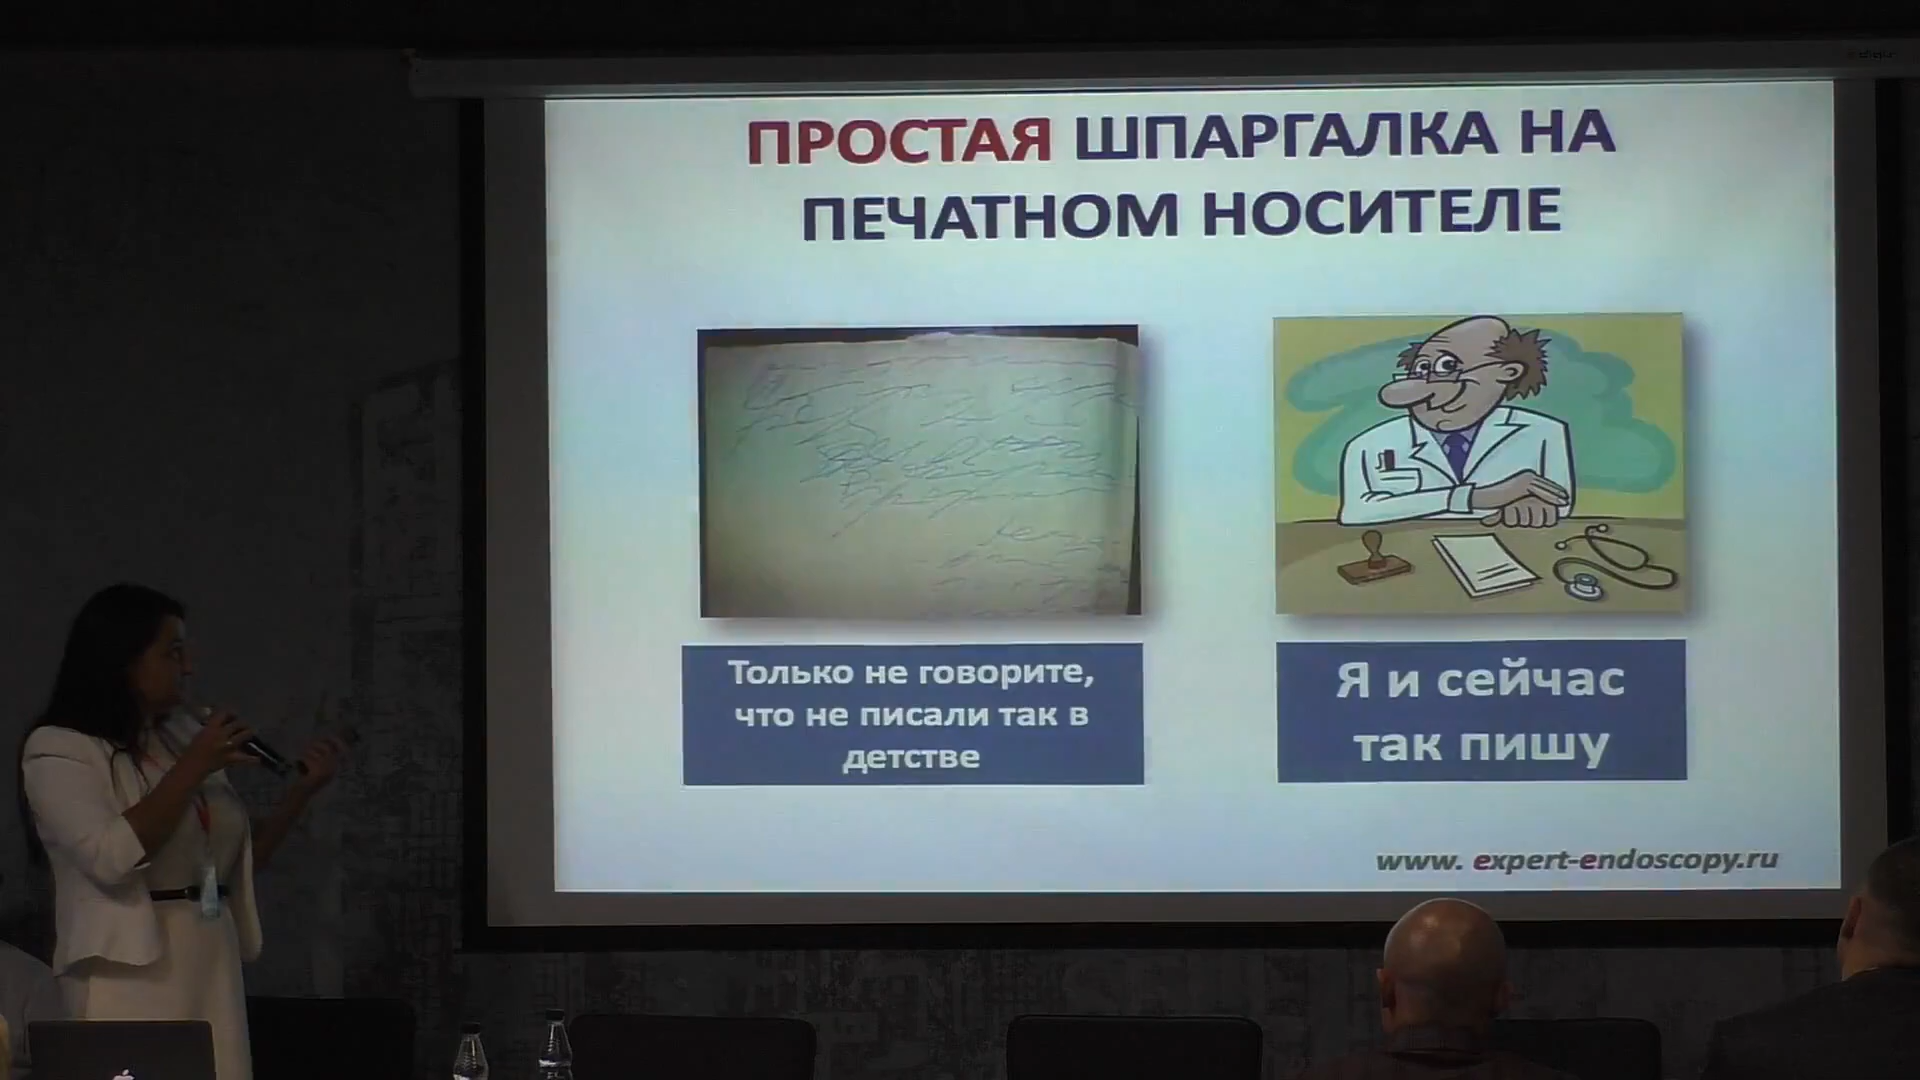 ПРОСТАЯ ШПАРГАЛКА НА
ПЕЧАТНОМ НОСИТЕЛЕ
Только не говорите,
что не писали так в
детстве
Я и сейчас
так пишу
www. expert-endoscopy.ru